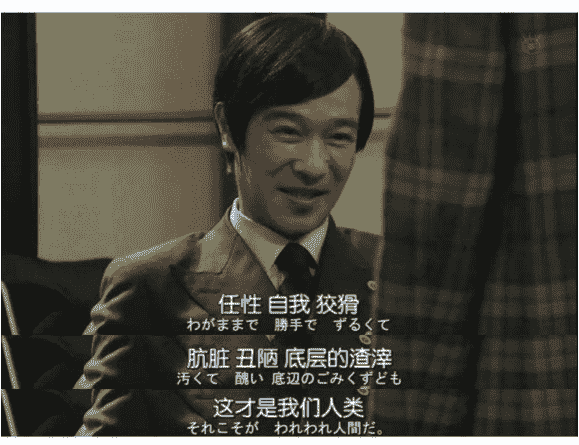 任性 自我 狡猾
わがままで 勝手で ずるくて
肮脏 丑陋 底层的渣滓
汚くて 醜い 底辺のごみくずども
这才是我们人类
それこそが われわれ人間だ。